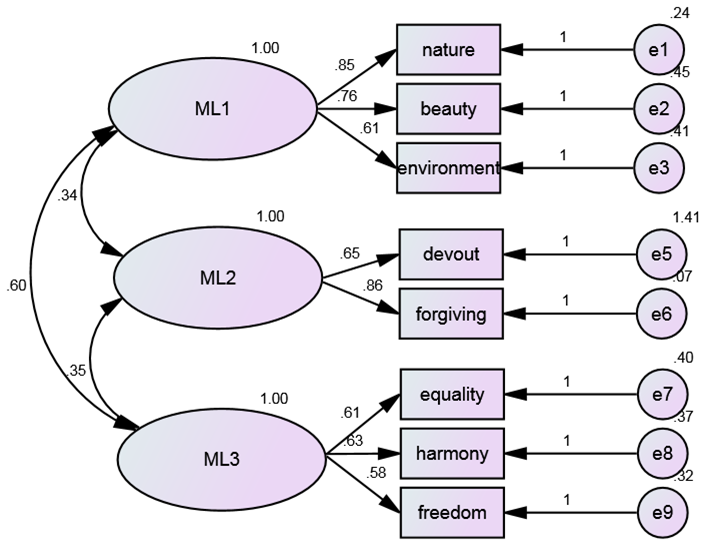 .24
1.00
1
nature
e1
.85
.45
.76
1
ML1
beauty
e2
.61
.41
1
environment
e3
.34
1.00
1.41
.65
1
devout
e5
ML2
.07
.86
.60
1
forgiving
e6
.35
1.00
.40
1
equality
e7
.61
.37
.63
1
ML3
harmony
e8
.58
.32
1
freedom
e9